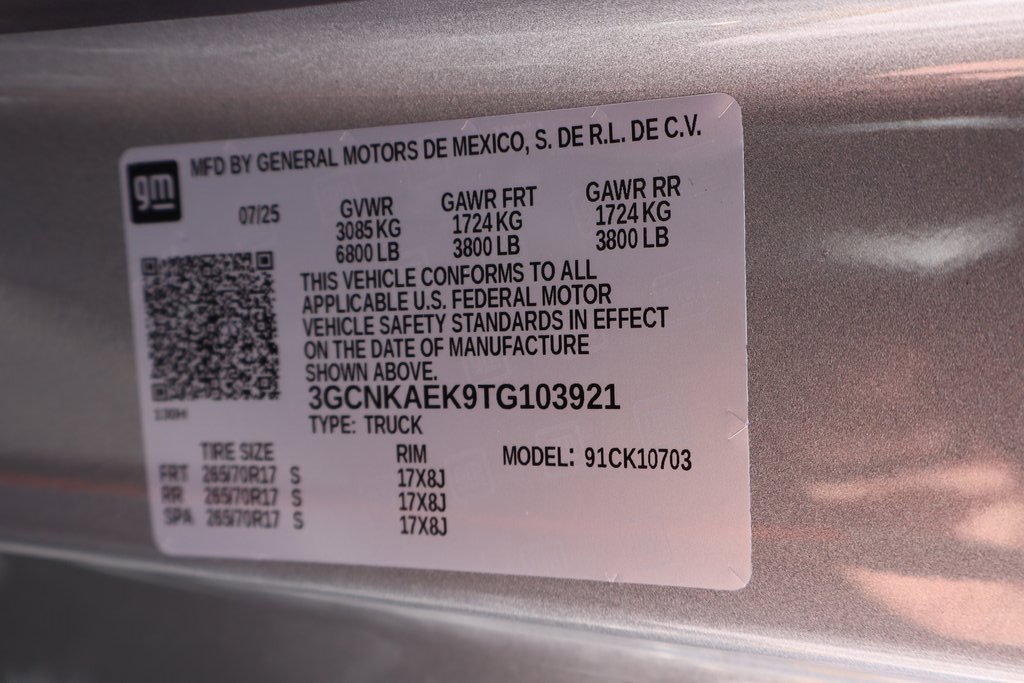 gm
MFD BY GENERAL MOTORS DE MEXICO, S. DE R.L. DE C.V.
07/25 GVWR GAWR FRT GAWR RR
3085 KG 1724 KG 1724 KG
6800 LB 3800 LB 3800 LB
THIS VEHICLE CONFORMS TO ALL
APPLICABLE U.S. FEDERAL MOTOR
VEHICLE SAFETY STANDARDS IN EFFECT
ON THE DATE OF MANUFACTURE
SHOWN ABOVE.
3GCNKAEK9TG103921
TYPE: TRUCK
TIRE SIZE RIM MODEL: 91CK10703
FRT 265/70R17 S 17X8J
RR 265/70R17 S 17X8J
SPA 265/70R17 S 17X8J